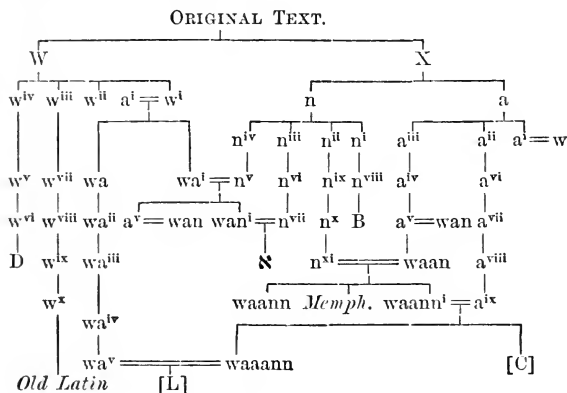 ORIGINAL TEXT.
W X
w^iv w^iii w^ii a^i = w^i n a
n^iv n^iii n^ii n^i a^iii a^ii a^i = w
w^v w^vii wa wa^i = n^v n^vi n^ix n^viii a^iv a^vi
w^vi w^viii wa^ii a^v = wan wan^i = n^vii n^x B a^v = wan a^vii
D w^ix wa^iii ℵ n^xi = waan a^viii
w^x waann Memph. waann^i = a^ix
wa^iv
wa^v = waaann [C]
Old Latin [L]